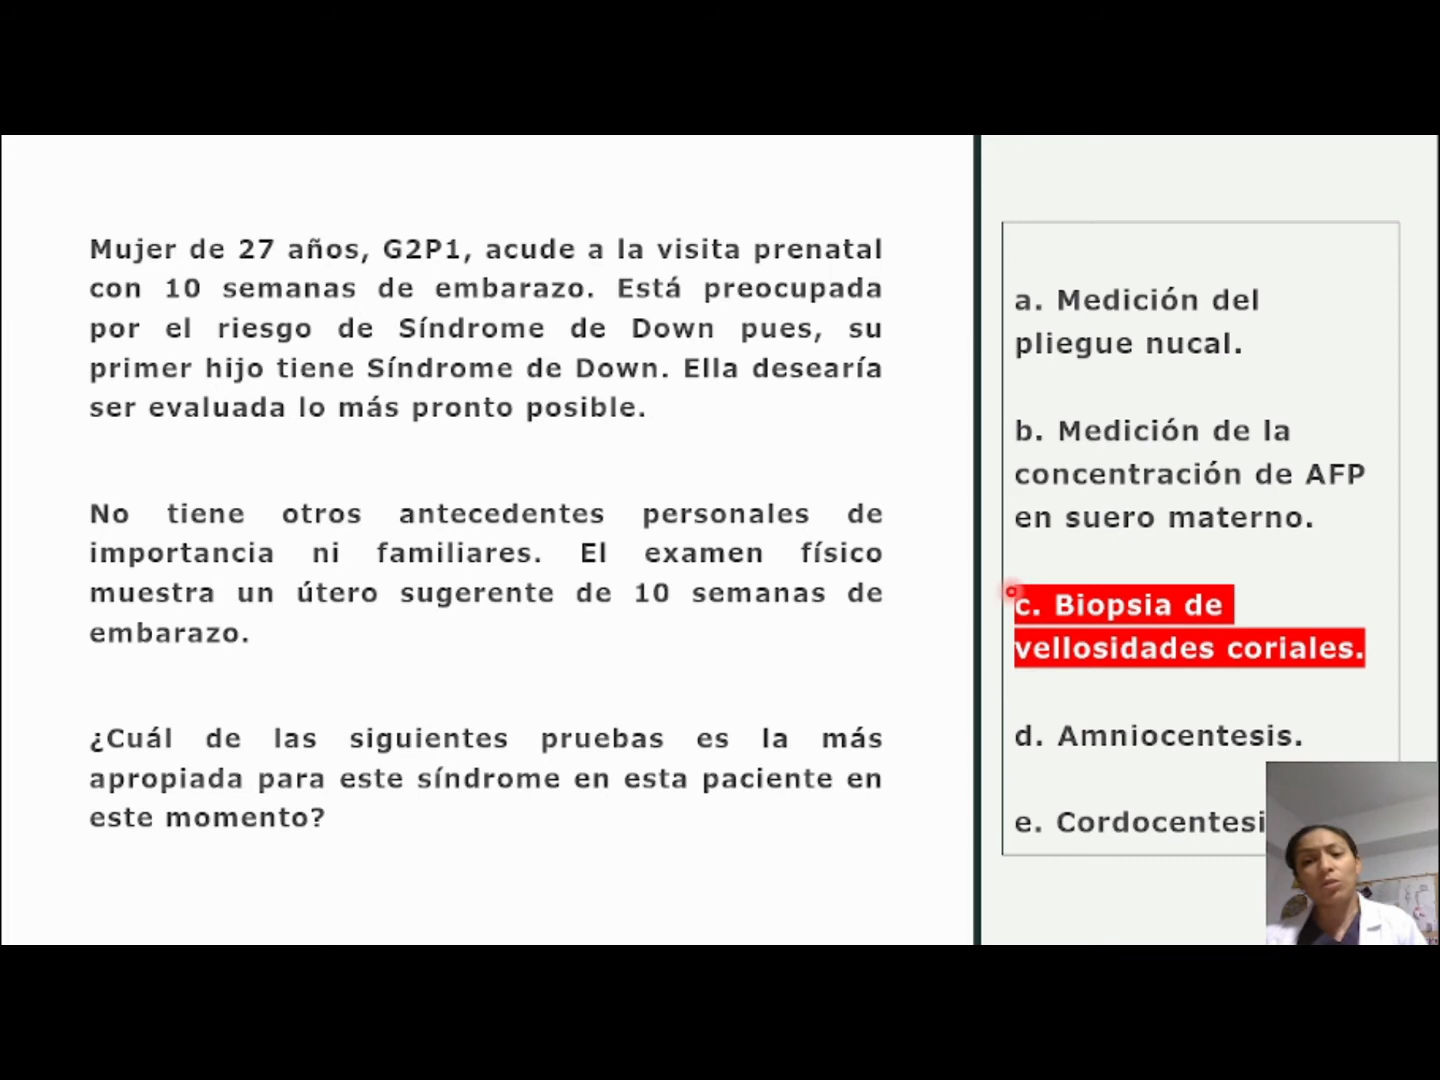 Mujer de 27 años, G2P1, acude a la visita prenatal
con 10 semanas de embarazo. Está preocupada
por el riesgo de Síndrome de Down pues, su
primer hijo tiene Síndrome de Down. Ella desearía
ser evaluada lo más pronto posible.
No tiene otros antecedentes personales de
importancia ni familiares. El examen físico
muestra un útero sugerente de 10 semanas de
embarazo.
¿Cuál de las siguientes pruebas es la más
apropiada para este síndrome en esta paciente en
este momento?
a. Medición del
pliegue nucal.
b. Medición de la
concentración de AFP
en suero materno.
c. Biopsia de
vellosidades coriales.
d. Amniocentesis.
e. Cordocentesi